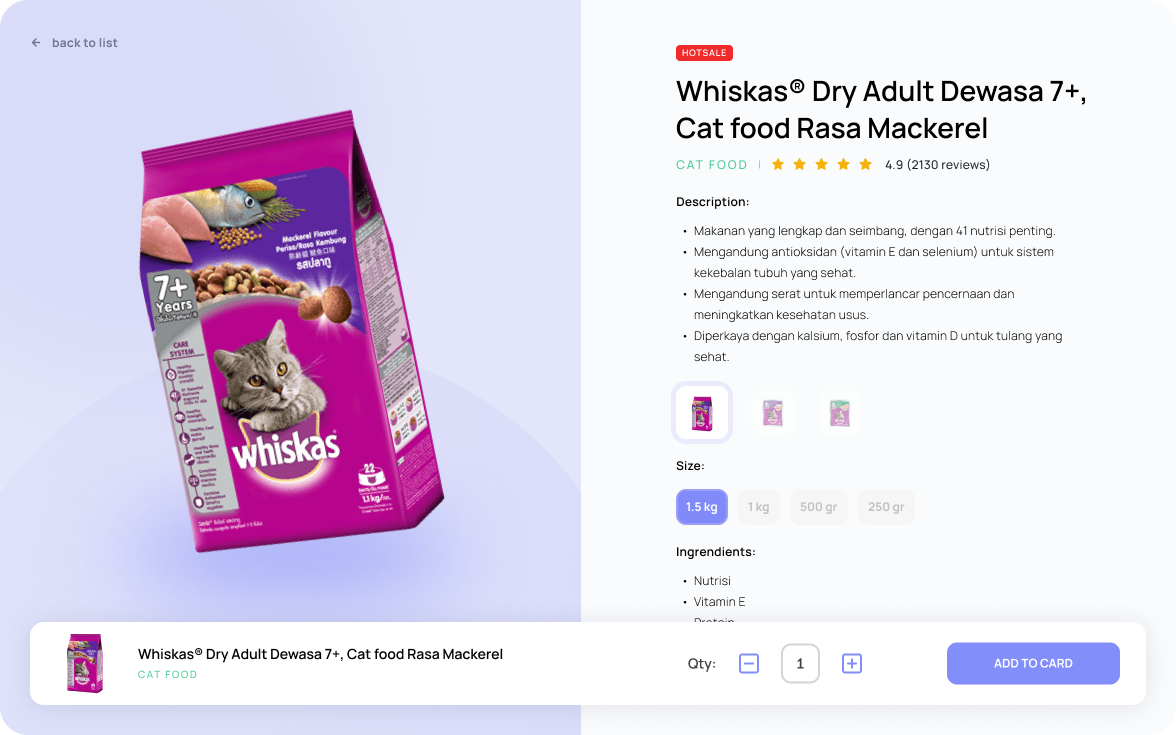 back to list
HOTSALE
Whiskas® Dry Adult Dewasa 7+,
Cat food Rasa Mackerel
CAT FOOD
4.9 (2130 reviews)
Description:
• Makanan yang lengkap dan seimbang, dengan 41 nutrisi penting.
• Mengandung antioksidan (vitamin E dan selenium) untuk sistem
kekebalan tubuh yang sehat.
• Mengandung serat untuk memperlancar pencernaan dan
meningkatkan kesehatan usus.
• Diperkaya dengan kalsium, fosfor dan vitamin D untuk tulang yang
sehat.
Mackerel Flavour
Perisa/Rasa Kembung
รสปลาทู
7+
Years
CARE
SYSTEM
whiskas
22
1.1 kg/กก.
Size:
1.5 kg
1 kg
500 gr
250 gr
Ingrendients:
• Nutrisi
• Vitamin E
Whiskas® Dry Adult Dewasa 7+, Cat food Rasa Mackerel
CAT FOOD
Qty:
1
ADD TO CARD